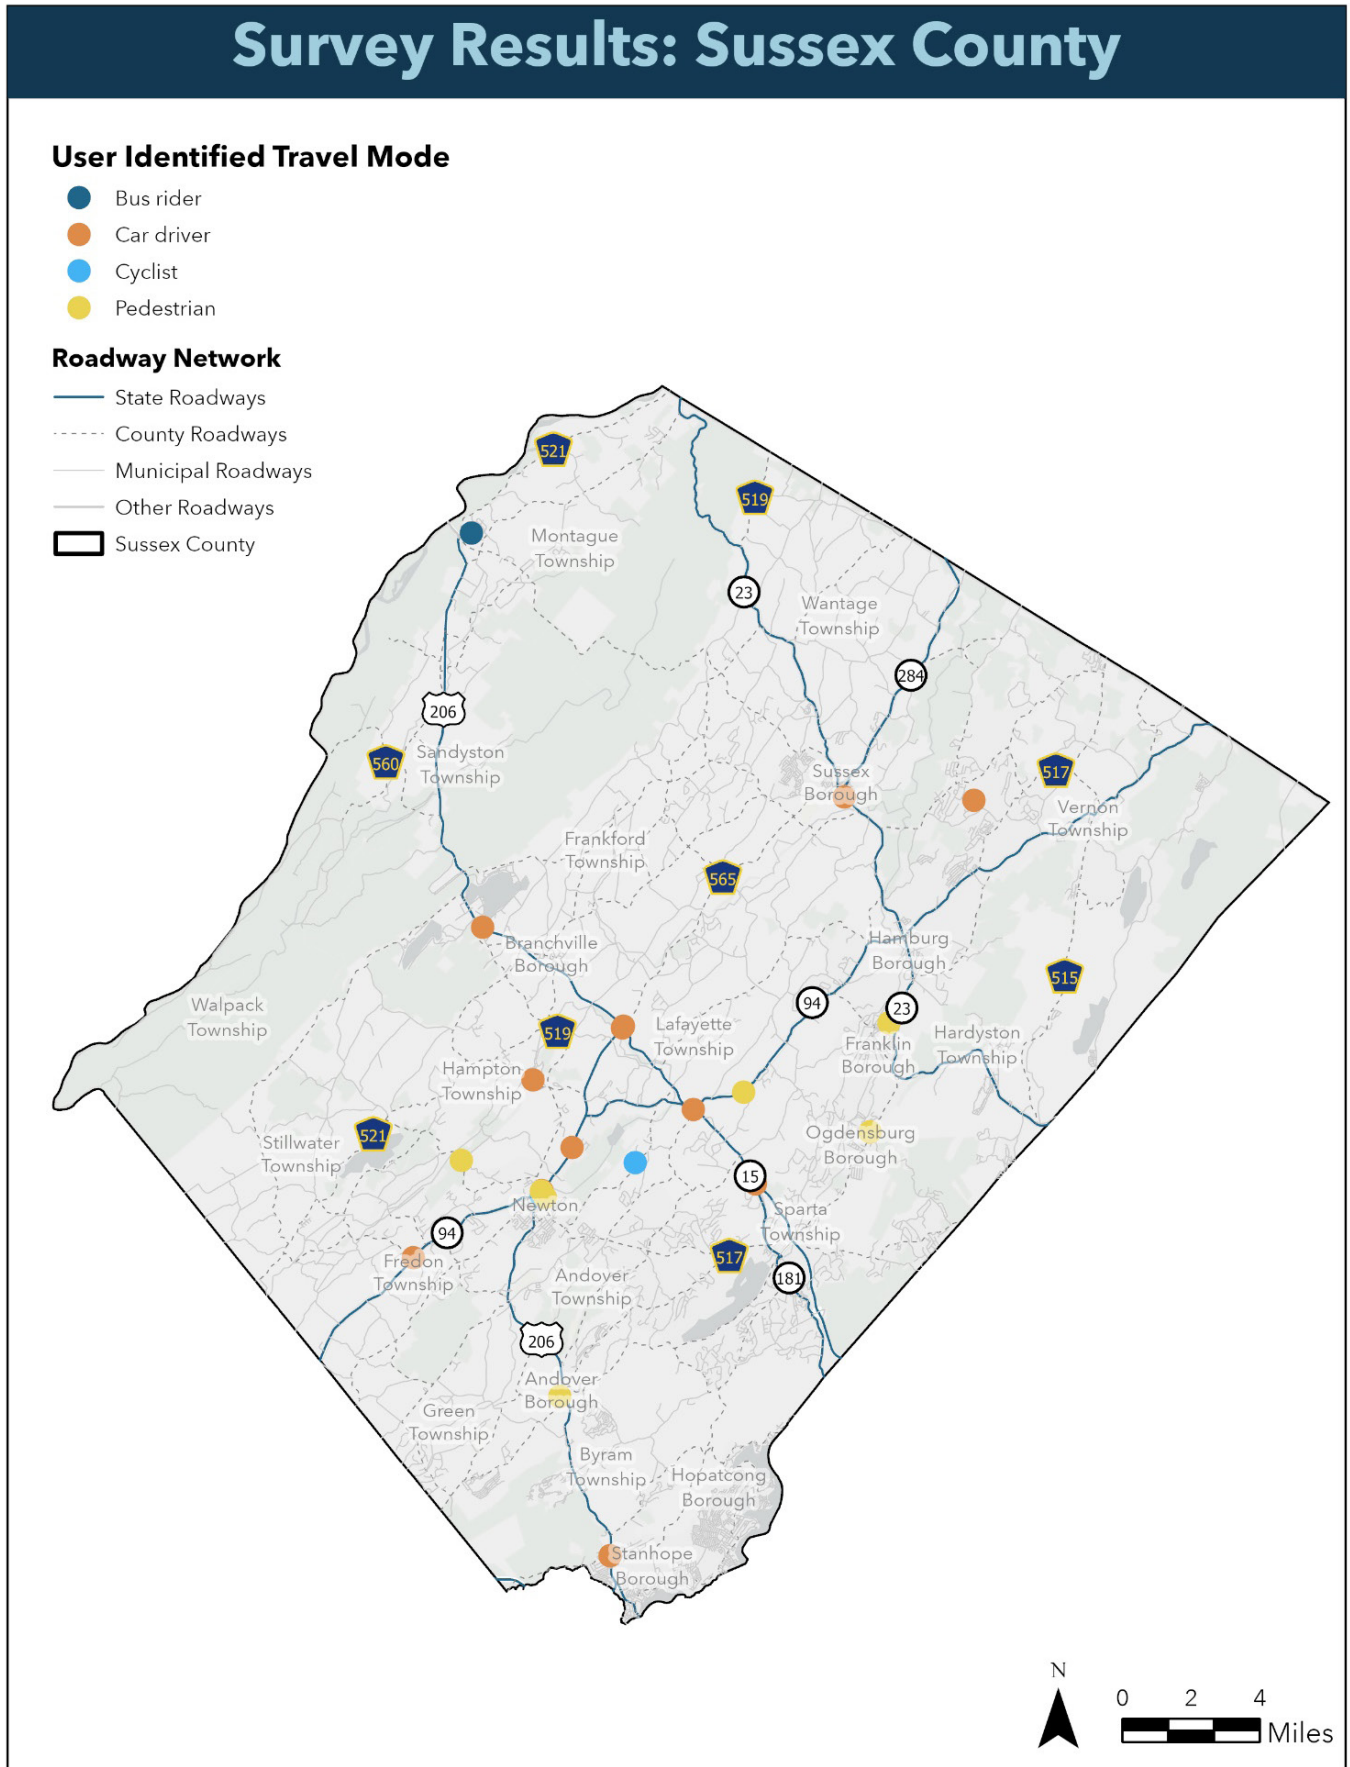 Survey Results: Sussex County
User Identified Travel Mode
Bus rider
Car driver
Cyclist
Pedestrian
Roadway Network
State Roadways
County Roadways
Municipal Roadways
Other Roadways
Sussex County
521
519
Montague
Township
23
Wantage
Township
284
206
Sandyston
Township
560
Sussex
Borough
517
Vernon
Township
Frankford
Township
565
Branchville
Borough
Hamburg
Borough
515
Walpack
Township
94
23
519
Lafayette
Township
Franklin
Borough
Hardyston
Township
Hampton
Township
521
Stillwater
Township
Ogdensburg
Borough
15
Newton
Sparta
Township
94
Fredon
Township
517
181
Andover
Township
206
Andover
Borough
Green
Township
Byram
Township
Hopatcong
Borough
Stanhope
Borough
N
0 2 4
Miles